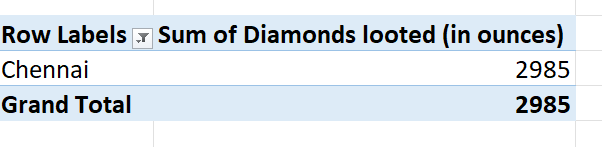 Row Labels Sum of Diamonds looted (in ounces)
Chennai 2985
Grand Total 2985